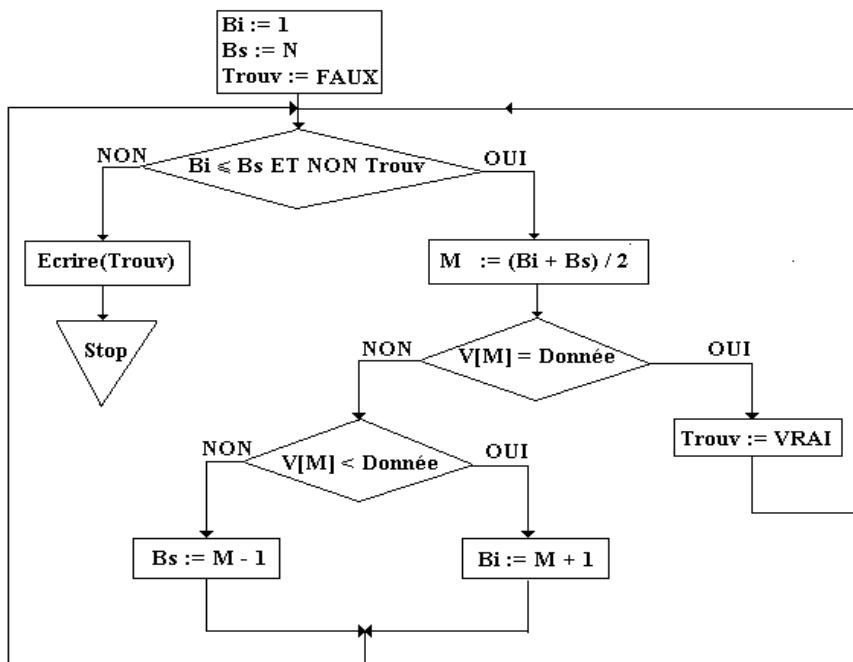 Bi := 1
Bs := N
Trouv := FAUX
NON
Bi ⩽ Bs ET NON Trouv
OUI
Ecrire(Trouv)
M := (Bi + Bs) / 2
Stop
NON
V[M] = Donnée
OUI
Trouv := VRAI
NON
V[M] < Donnée
OUI
Bs := M - 1
Bi := M + 1